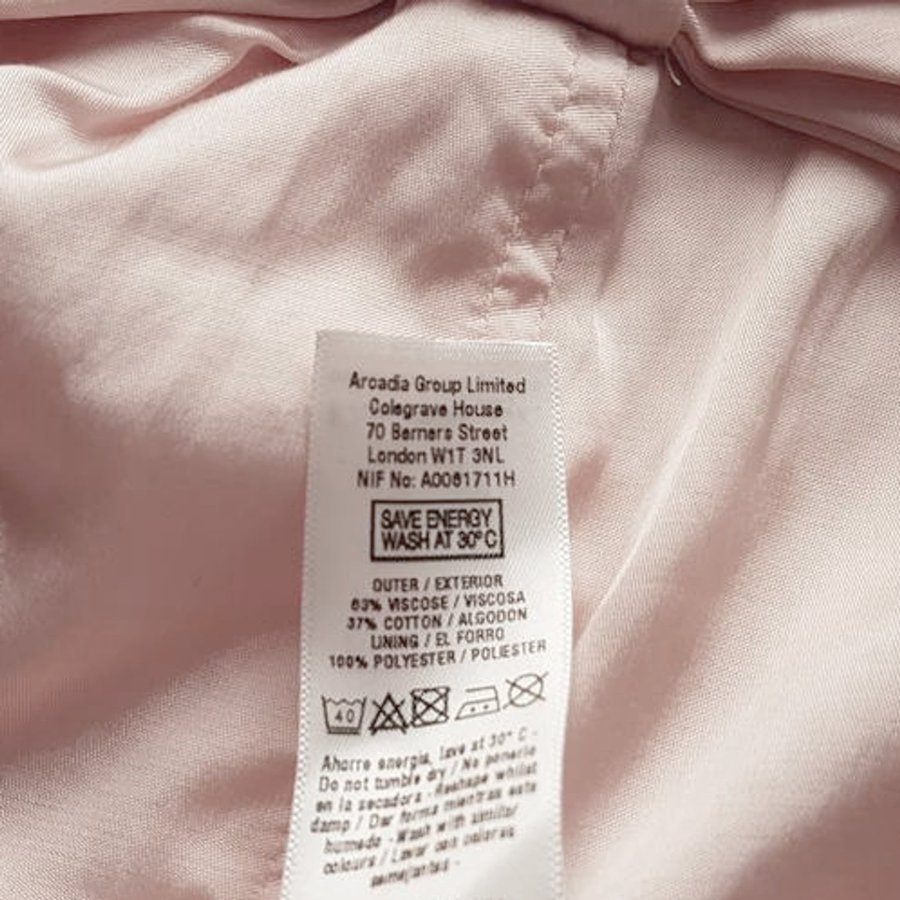 Arcadia Group Limited
Colegrave House
70 Berners Street
London W1T 3NL
NIF No: A0061711H
SAVE ENERGY
WASH AT 30° C
OUTER / EXTERIOR
63% VISCOSE / VISCOSA
37% COTTON / ALGODON
LINING / EL FORRO
100% POLYESTER / POLIESTER
40
Ahorre energia, lave at 30° C -
Do not tumble dry / No ponerlo
en la secadora - Reshape whilst
damp / Dar forma mientras este
humedo - Wash with similar
colours / Lavar con colores
semejantes -